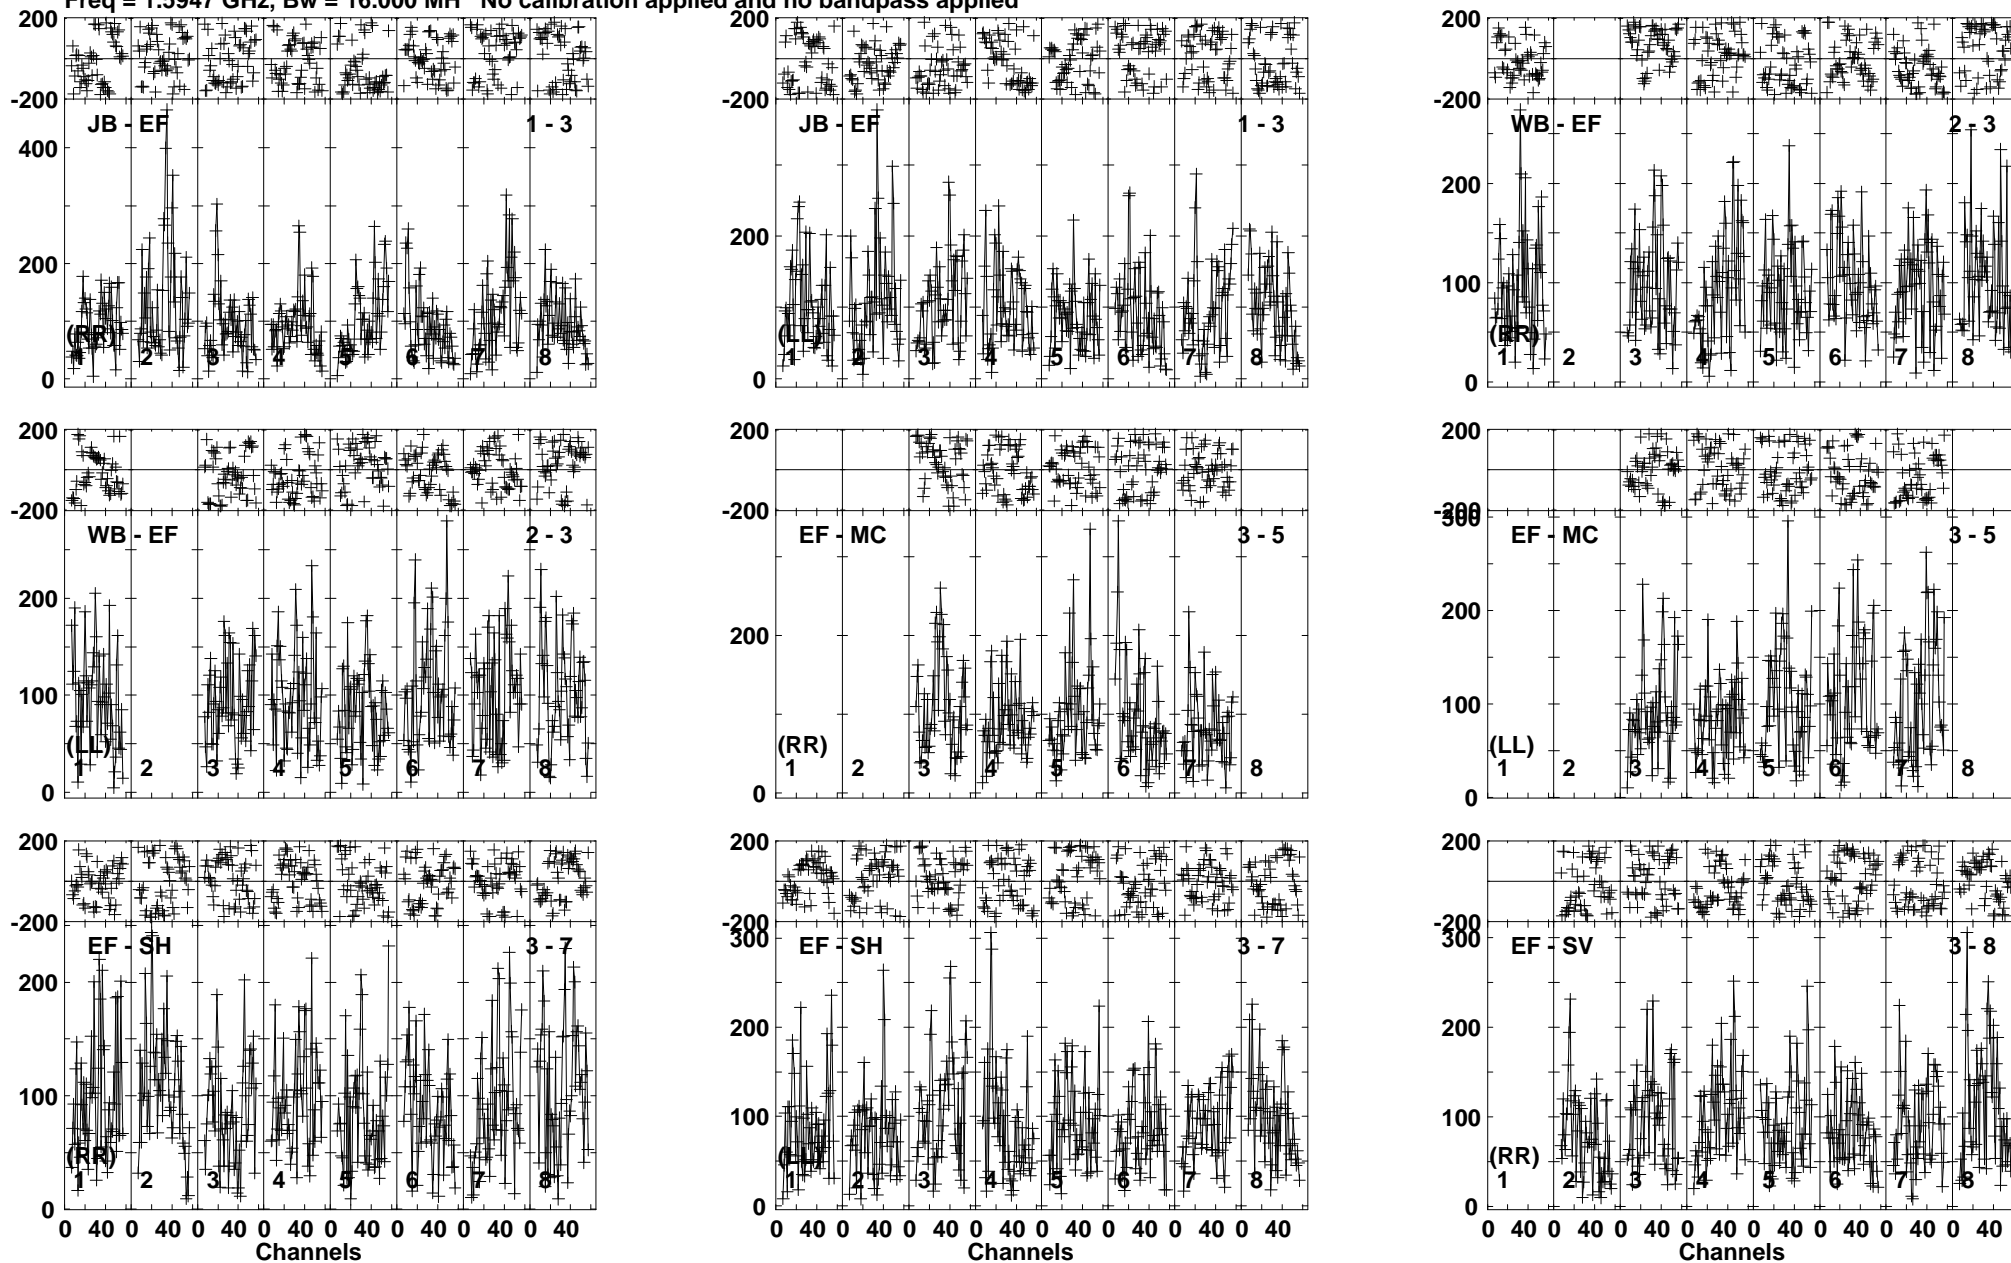 Freq = 1.5947 GHz, Bw = 16.000 MH No calibration applied and no bandpass applied
200 200 200
-200 -200 -200
JB - EF 1 - 3 JB - EF 1 - 3 WB - EF 2 - 3
400
200 200 200
100
(RR) (LL) (RR)
1 2 3 4 5 6 7 8 1 2 3 4 5 6 7 8 1 2 3 4 5 6 7 8
0 0 0
200 200 200
-200 -200 -200
300
WB - EF 2 - 3 EF - MC 3 - 5 EF - MC 3 - 5
200 200 200
100 100
(LL) (RR) (LL)
1 2 3 4 5 6 7 8 1 2 3 4 5 6 7 8 1 2 3 4 5 6 7 8
0 0 0
200 200 200
-200 -200 -200
300 300
EF - SH 3 - 7 EF - SH 3 - 7 EF - SV 3 - 8
200 200 200
100 100 100
(RR) (LL) (RR)
1 2 3 4 5 6 7 8 1 2 3 4 5 6 7 8 1 2 3 4 5 6 7 8
0 0 0
0 40 0 40 0 40 0 40 0 40 0 40 0 40 0 40 0 40 0 40 0 40 0 40 0 40 0 40 0 40 0 40 0 40 0 40 0 40 0 40 0 40 0 40 0 40 0 40
Channels Channels Channels